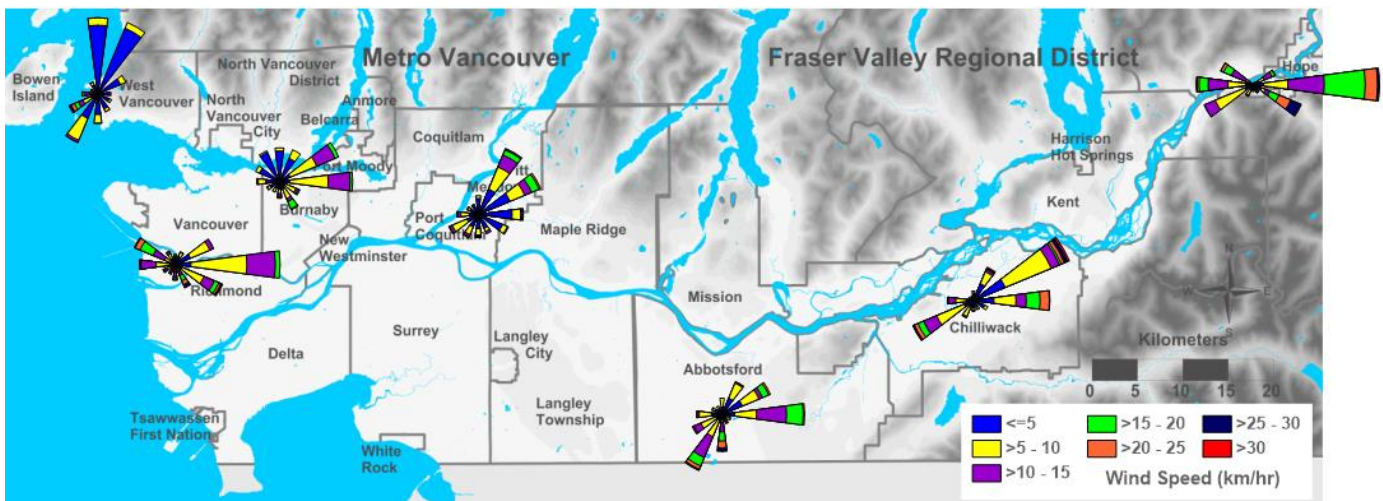 Metro Vancouver
Fraser Valley Regional District
Hope
Bowen
Island
West
Vancouver
North Vancouver
District
North
Vancouver
City
Anmore
Belcarra
Port Moody
Coquitlam
Harrison
Hot Springs
Kent
Vancouver
Burnaby
New
Westminster
Port
Coquitlam
Maple Ridge
Mission
Richmond
Chilliwack
Delta
Surrey
Langley
City
Abbotsford
Langley
Township
Tsawwassen
First Nation
White
Rock
N
W
E
S
Kilometers
0 5 10 15 20
<=5
>5 - 10
>10 - 15
>15 - 20
>20 - 25
>25 - 30
>30
Wind Speed (km/hr)